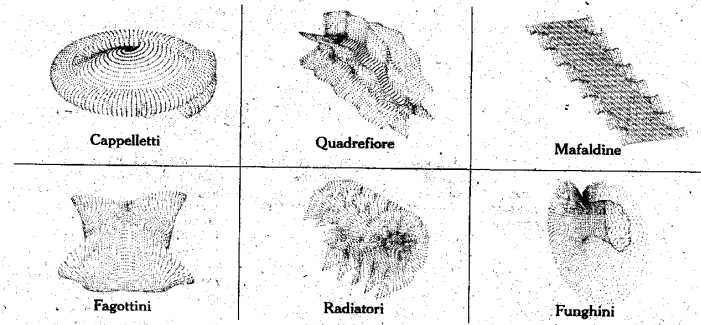 Cappelletti
Quadrefiore
Mafaldine
Fagottini
Radiatori
Funghini